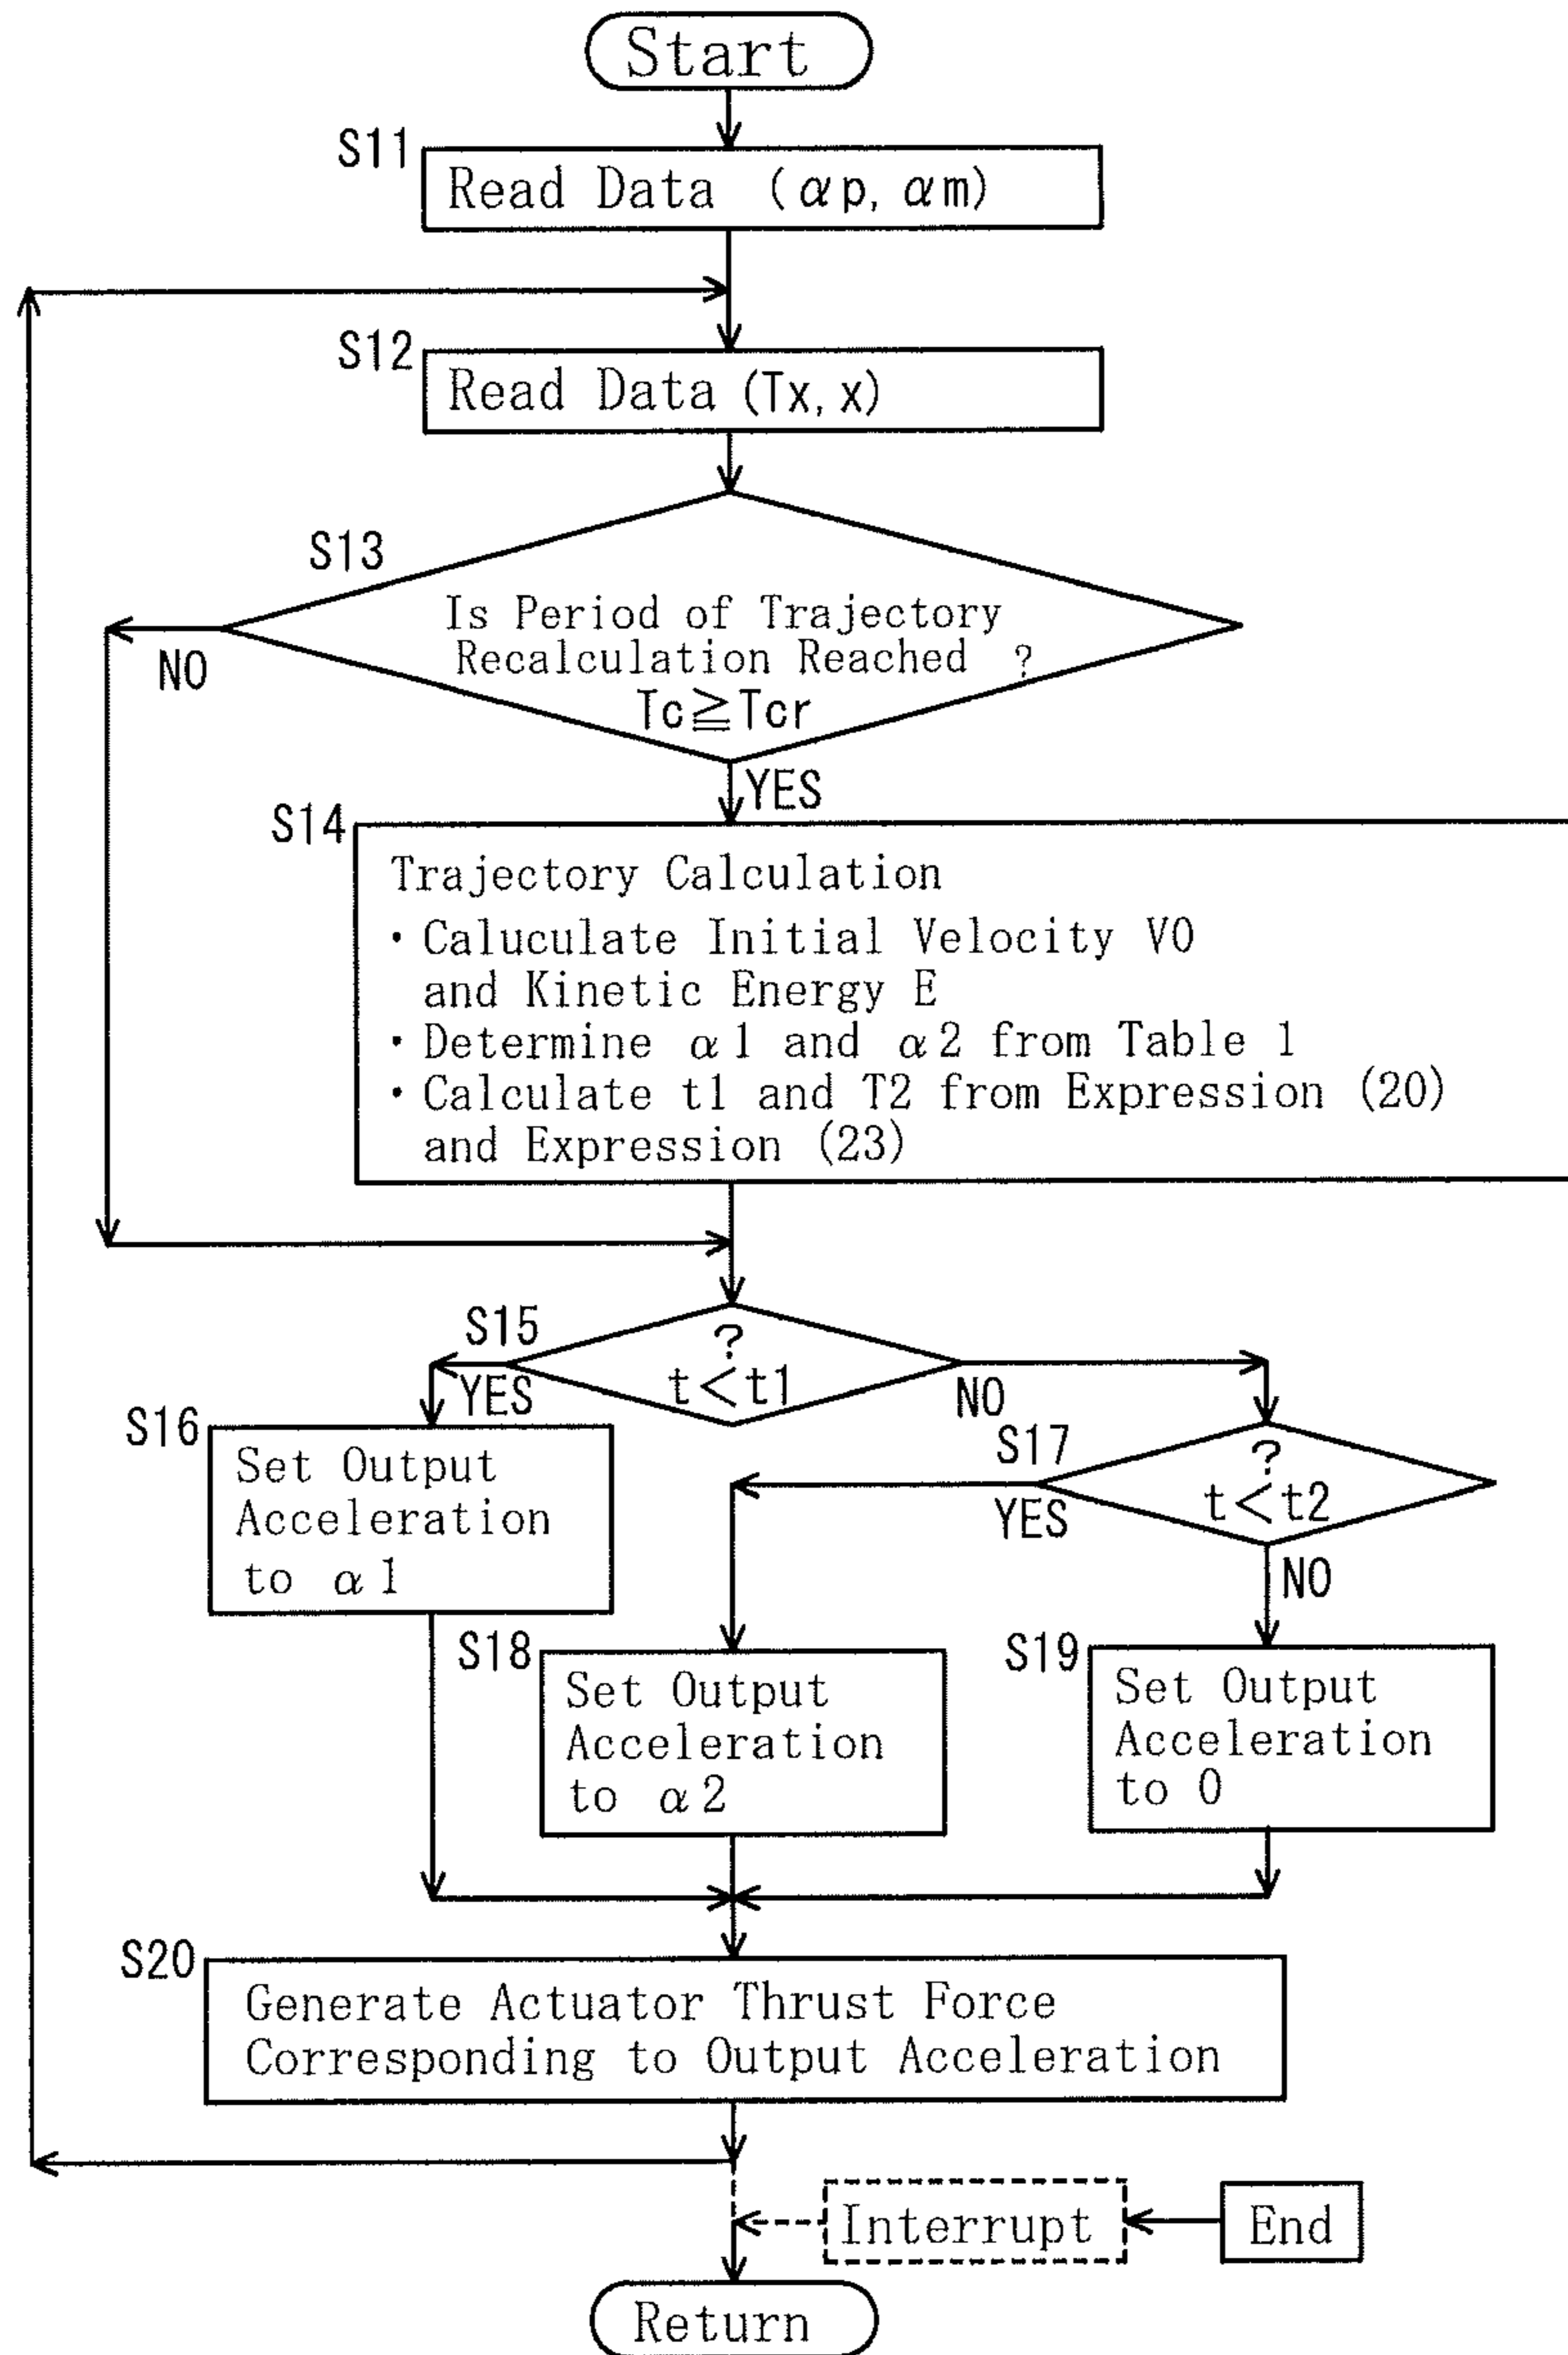 Start
S11
Read Data (αp, αm)
S12
Read Data (Tx, x)
S13
Is Period of Trajectory
Recalculation Reached ?
Tc≧Tcr
NO
YES
S14
Trajectory Calculation
・Caluculate Initial Velocity V0
and Kinetic Energy E
・Determine α1 and α2 from Table 1
・Calculate t1 and T2 from Expression (20)
and Expression (23)
S15
?
t<t1
YES
NO
S16
Set Output
Acceleration
to α1
S17
?
t<t2
YES
NO
S18
Set Output
Acceleration
to α2
S19
Set Output
Acceleration
to 0
S20
Generate Actuator Thrust Force
Corresponding to Output Acceleration
Interrupt
End
Return